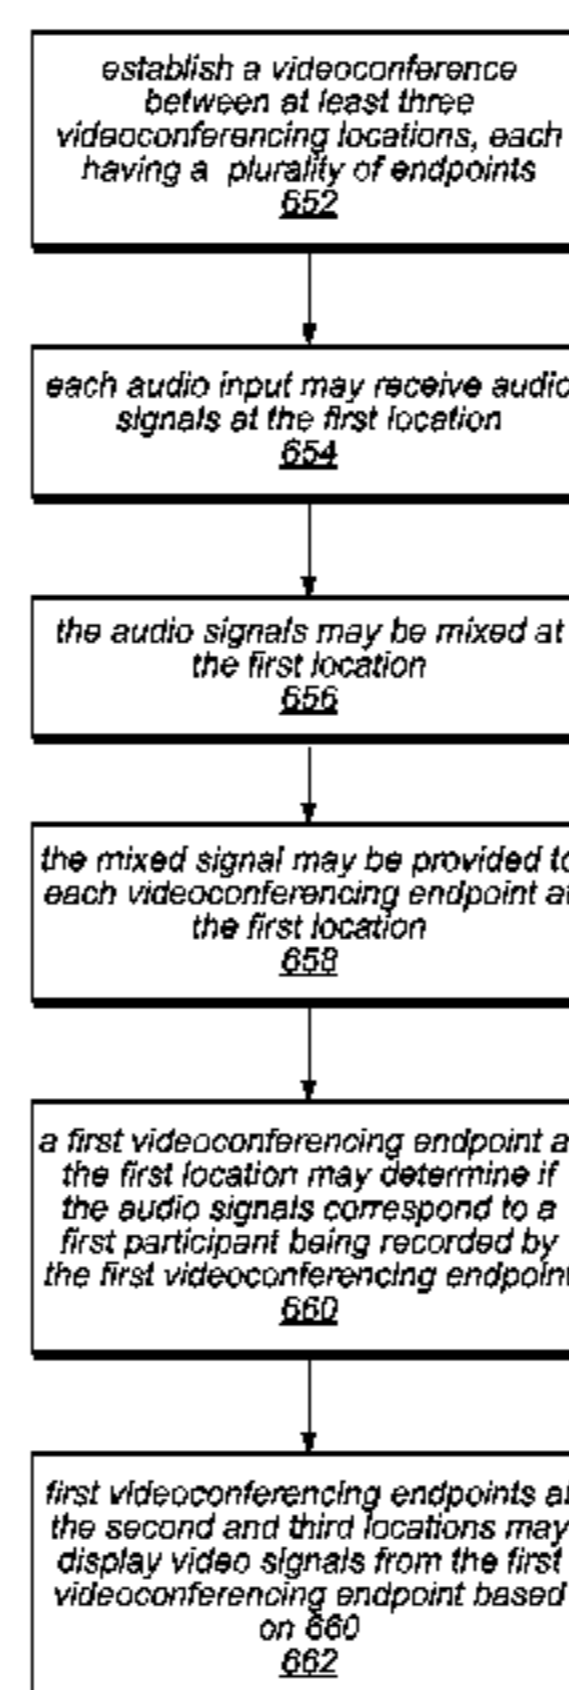 establish a videoconference
between at least three
videoconferencing locations, each
having a plurality of endpoints
652
each audio input may receive audio
signals at the first location
654
the audio signals may be mixed at
the first location
656
the mixed signal may be provided to
each videoconferencing endpoint at
the first location
658
a first videoconferencing endpoint at
the first location may determine if
the audio signals correspond to a
first participant being recorded by
the first videoconferencing endpoint
660
first videoconferencing endpoints at
the second and third locations may
display video signals from the first
videoconferencing endpoint based
on 660
662